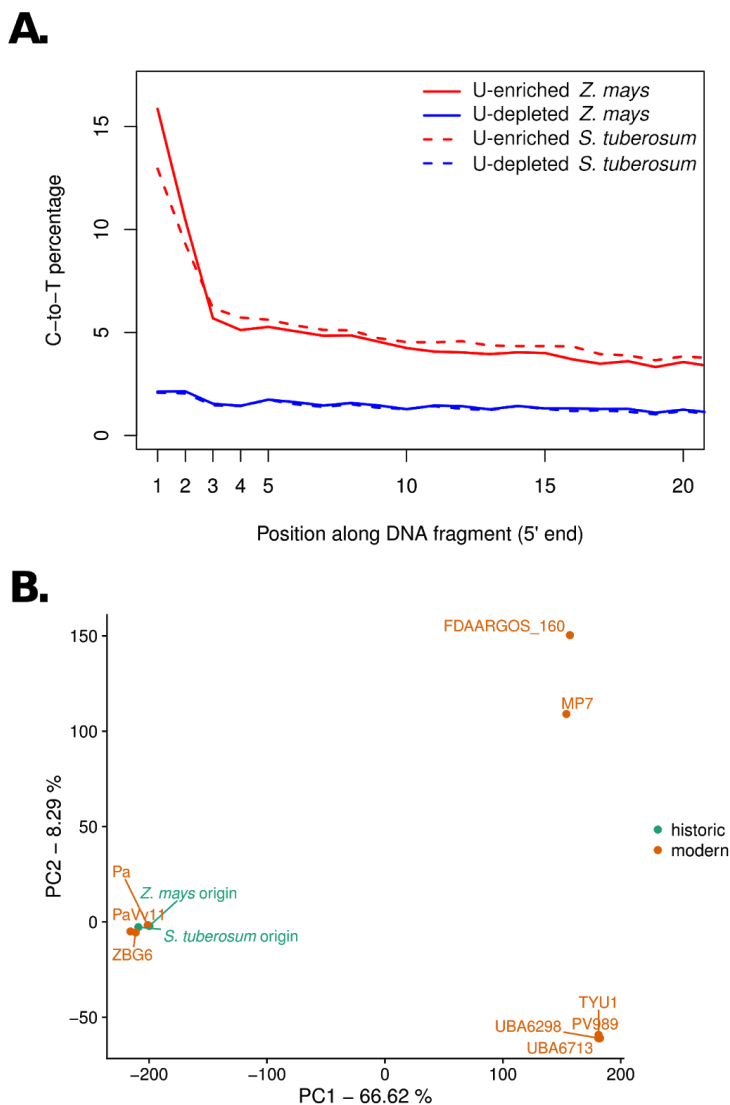 A.
U-enriched Z. mays
U-depleted Z. mays
U-enriched S. tuberosum
U-depleted S. tuberosum
C−to−T percentage
15
10
5
0
1 2 3 4 5 10 15 20
Position along DNA fragment (5' end)
B.
FDAARGOS_160
MP7
historic
modern
PC2 − 8.29 %
150
100
50
0
−50
Pa
Z. mays origin
PaVv11
S. tuberosum origin
ZBG6
TYU1
UBA6298 PV989
UBA6713
−200 −100 0 100 200
PC1 − 66.62 %